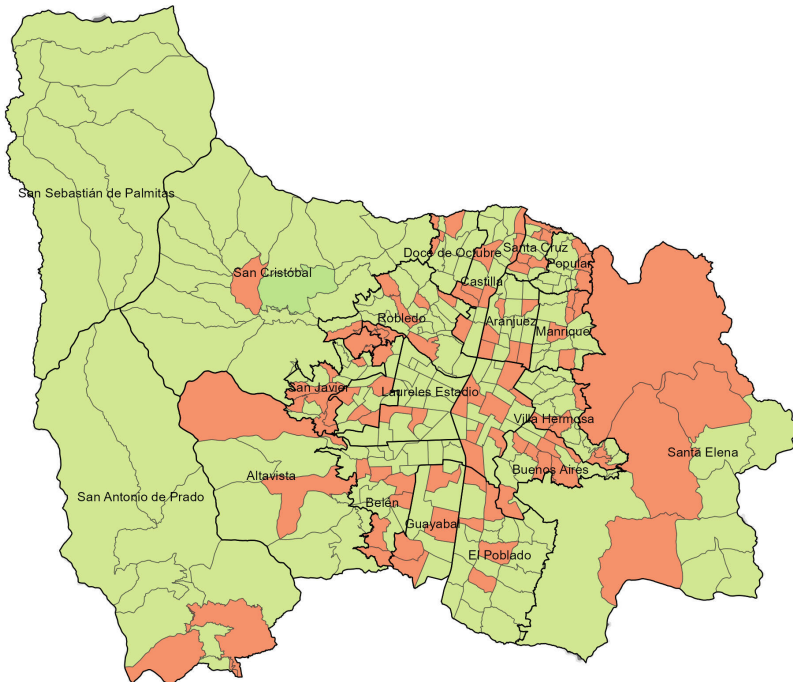 San Sebastián de Palmitas
Doce de Octubre
Santa Cruz
Popular
San Cristóbal
Castilla
Robledo
Aranjuez
Manrique
San Javier
Laureles Estadio
Villa Hermosa
Santa Elena
Buenos Aires
Altavista
San Antonio de Prado
Belén
Guayabal
El Poblado